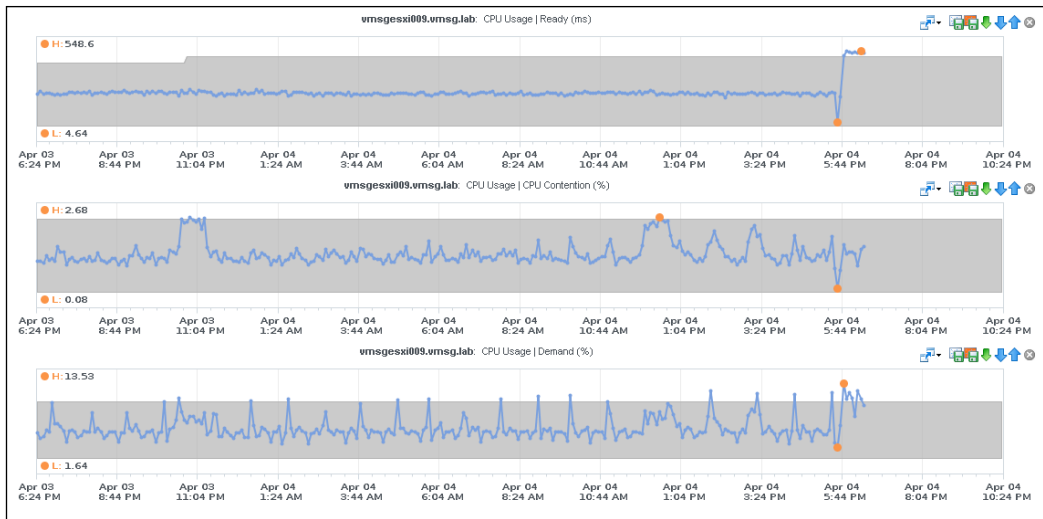 vmsgesxi009.vmsg.lab: CPU Usage | Ready (ms)
H: 548.6
L: 4.64
Apr 03 Apr 03 Apr 03 Apr 04 Apr 04 Apr 04 Apr 04 Apr 04 Apr 04 Apr 04 Apr 04 Apr 04 Apr 04
6:24 PM 8:44 PM 11:04 PM 1:24 AM 3:44 AM 6:04 AM 8:24 AM 10:44 AM 1:04 PM 3:24 PM 5:44 PM 8:04 PM 10:24 PM
vmsgesxi009.vmsg.lab: CPU Usage | CPU Contention (%)
H: 2.68
L: 0.08
Apr 03 Apr 03 Apr 03 Apr 04 Apr 04 Apr 04 Apr 04 Apr 04 Apr 04 Apr 04 Apr 04 Apr 04 Apr 04
6:24 PM 8:44 PM 11:04 PM 1:24 AM 3:44 AM 6:04 AM 8:24 AM 10:44 AM 1:04 PM 3:24 PM 5:44 PM 8:04 PM 10:24 PM
vmsgesxi009.vmsg.lab: CPU Usage | Demand (%)
H: 13.53
L: 1.64
Apr 03 Apr 03 Apr 03 Apr 04 Apr 04 Apr 04 Apr 04 Apr 04 Apr 04 Apr 04 Apr 04 Apr 04 Apr 04
6:24 PM 8:44 PM 11:04 PM 1:24 AM 3:44 AM 6:04 AM 8:24 AM 10:44 AM 1:04 PM 3:24 PM 5:44 PM 8:04 PM 10:24 PM